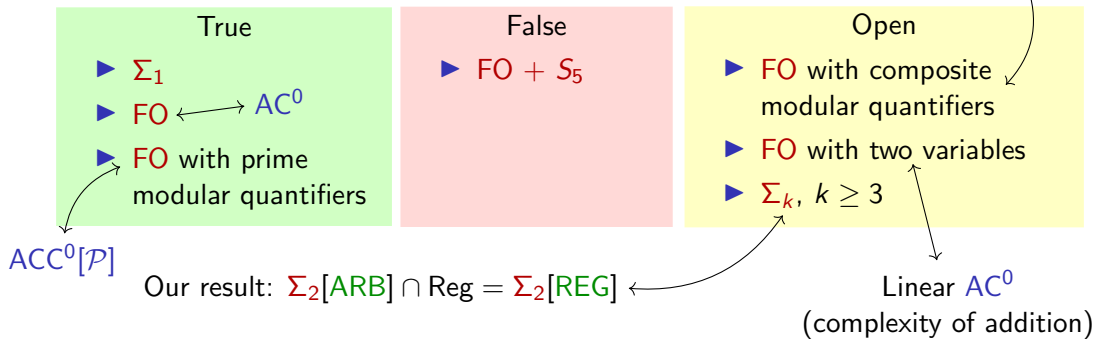 True
▶ Σ₁
▶ FO
AC⁰
▶ FO with prime
modular quantifiers
ACC⁰[𝒫]
False
▶ FO + S₅
Open
▶ FO with composite
modular quantifiers
▶ FO with two variables
▶ Σₖ, k ≥ 3
Our result: Σ₂[ARB] ∩ Reg = Σ₂[REG]
Linear AC⁰
(complexity of addition)